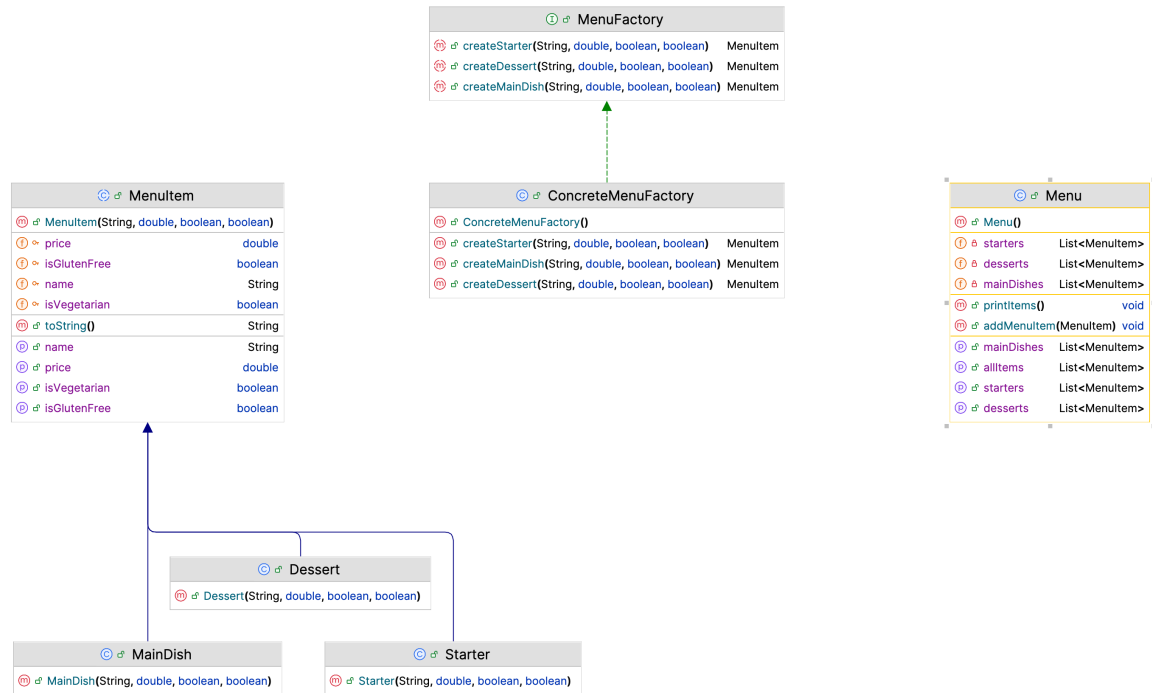 MenuFactory
createStarter(String, double, boolean, boolean) MenuItem
createDessert(String, double, boolean, boolean) MenuItem
createMainDish(String, double, boolean, boolean) MenuItem
MenuItem
MenuItem(String, double, boolean, boolean)
price double
isGlutenFree boolean
name String
isVegetarian boolean
toString() String
name String
price double
isVegetarian boolean
isGlutenFree boolean
ConcreteMenuFactory
ConcreteMenuFactory()
createStarter(String, double, boolean, boolean) MenuItem
createMainDish(String, double, boolean, boolean) MenuItem
createDessert(String, double, boolean, boolean) MenuItem
Menu
Menu()
starters List<MenuItem>
desserts List<MenuItem>
mainDishes List<MenuItem>
printItems() void
addMenuItem(MenuItem) void
mainDishes List<MenuItem>
allItems List<MenuItem>
starters List<MenuItem>
desserts List<MenuItem>
Dessert
Dessert(String, double, boolean, boolean)
MainDish
MainDish(String, double, boolean, boolean)
Starter
Starter(String, double, boolean, boolean)